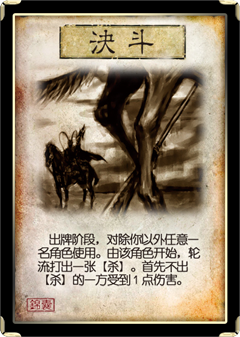 決斗
出牌阶段，对除你以外任意一
名角色使用。由该角色开始，轮
流打出一张【杀】。首先不出
【杀】的一方受到1点伤害。
錦囊